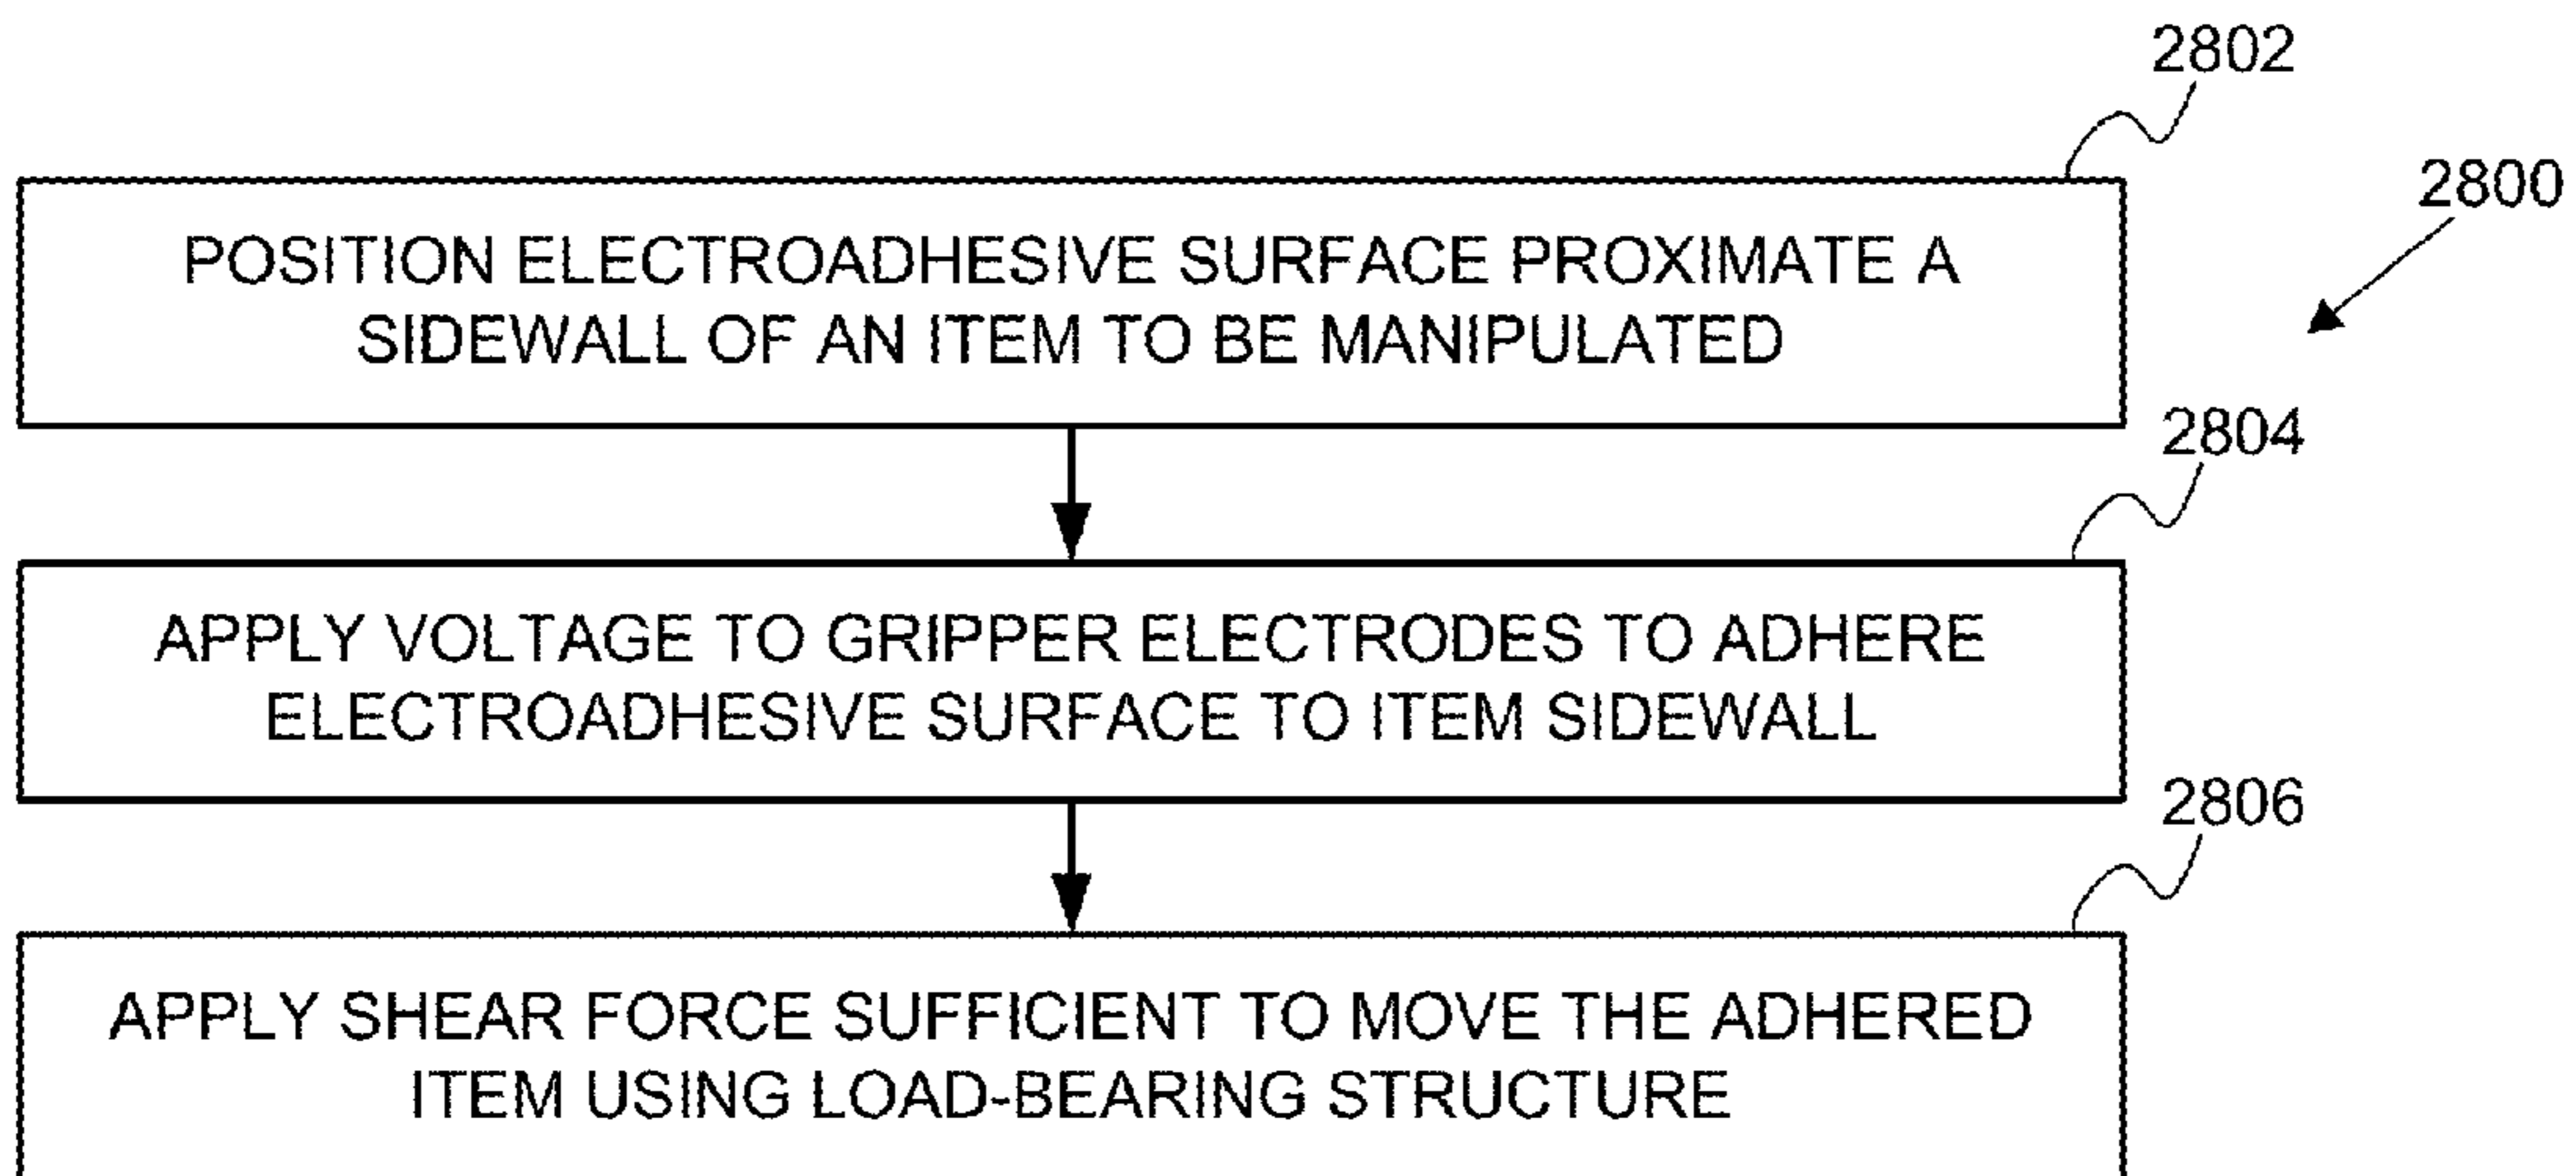 2802
2800
POSITION ELECTROADHESIVE SURFACE PROXIMATE A
SIDEWALL OF AN ITEM TO BE MANIPULATED
2804
APPLY VOLTAGE TO GRIPPER ELECTRODES TO ADHERE
ELECTROADHESIVE SURFACE TO ITEM SIDEWALL
2806
APPLY SHEAR FORCE SUFFICIENT TO MOVE THE ADHERED
ITEM USING LOAD-BEARING STRUCTURE